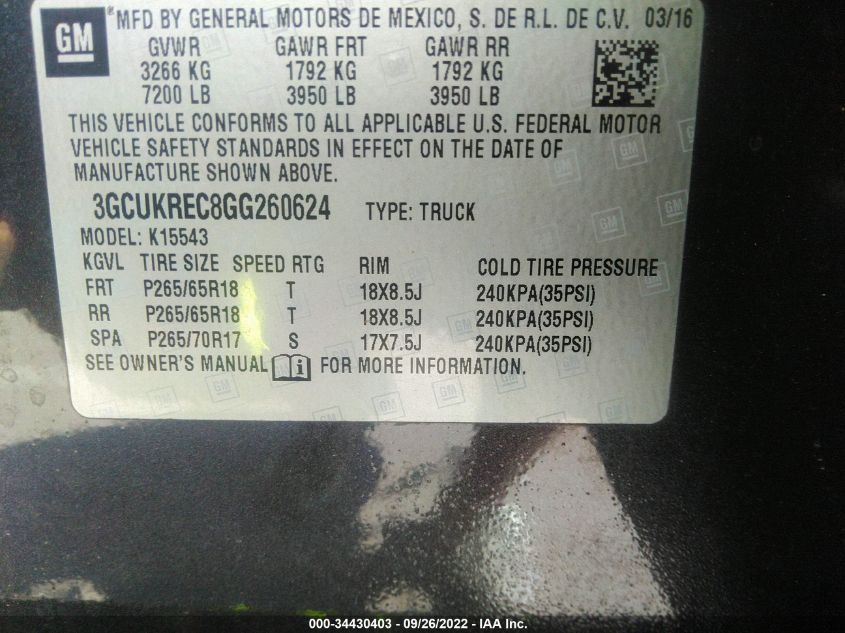 GM
®MFD BY GENERAL MOTORS DE MEXICO, S. DE R.L. DE C.V. 03/16
GVWR GAWR FRT GAWR RR
3266 KG 1792 KG 1792 KG
7200 LB 3950 LB 3950 LB
THIS VEHICLE CONFORMS TO ALL APPLICABLE U.S. FEDERAL MOTOR
VEHICLE SAFETY STANDARDS IN EFFECT ON THE DATE OF
MANUFACTURE SHOWN ABOVE.
3GCUKREC8GG260624 TYPE: TRUCK
MODEL: K15543
KGVL TIRE SIZE SPEED RTG RIM COLD TIRE PRESSURE
FRT P265/65R18 T 18X8.5J 240KPA(35PSI)
RR P265/65R18 T 18X8.5J 240KPA(35PSI)
SPA P265/70R17 S 17X7.5J 240KPA(35PSI)
SEE OWNER'S MANUAL i FOR MORE INFORMATION.
000-34430403 - 09/26/2022 - IAA Inc.